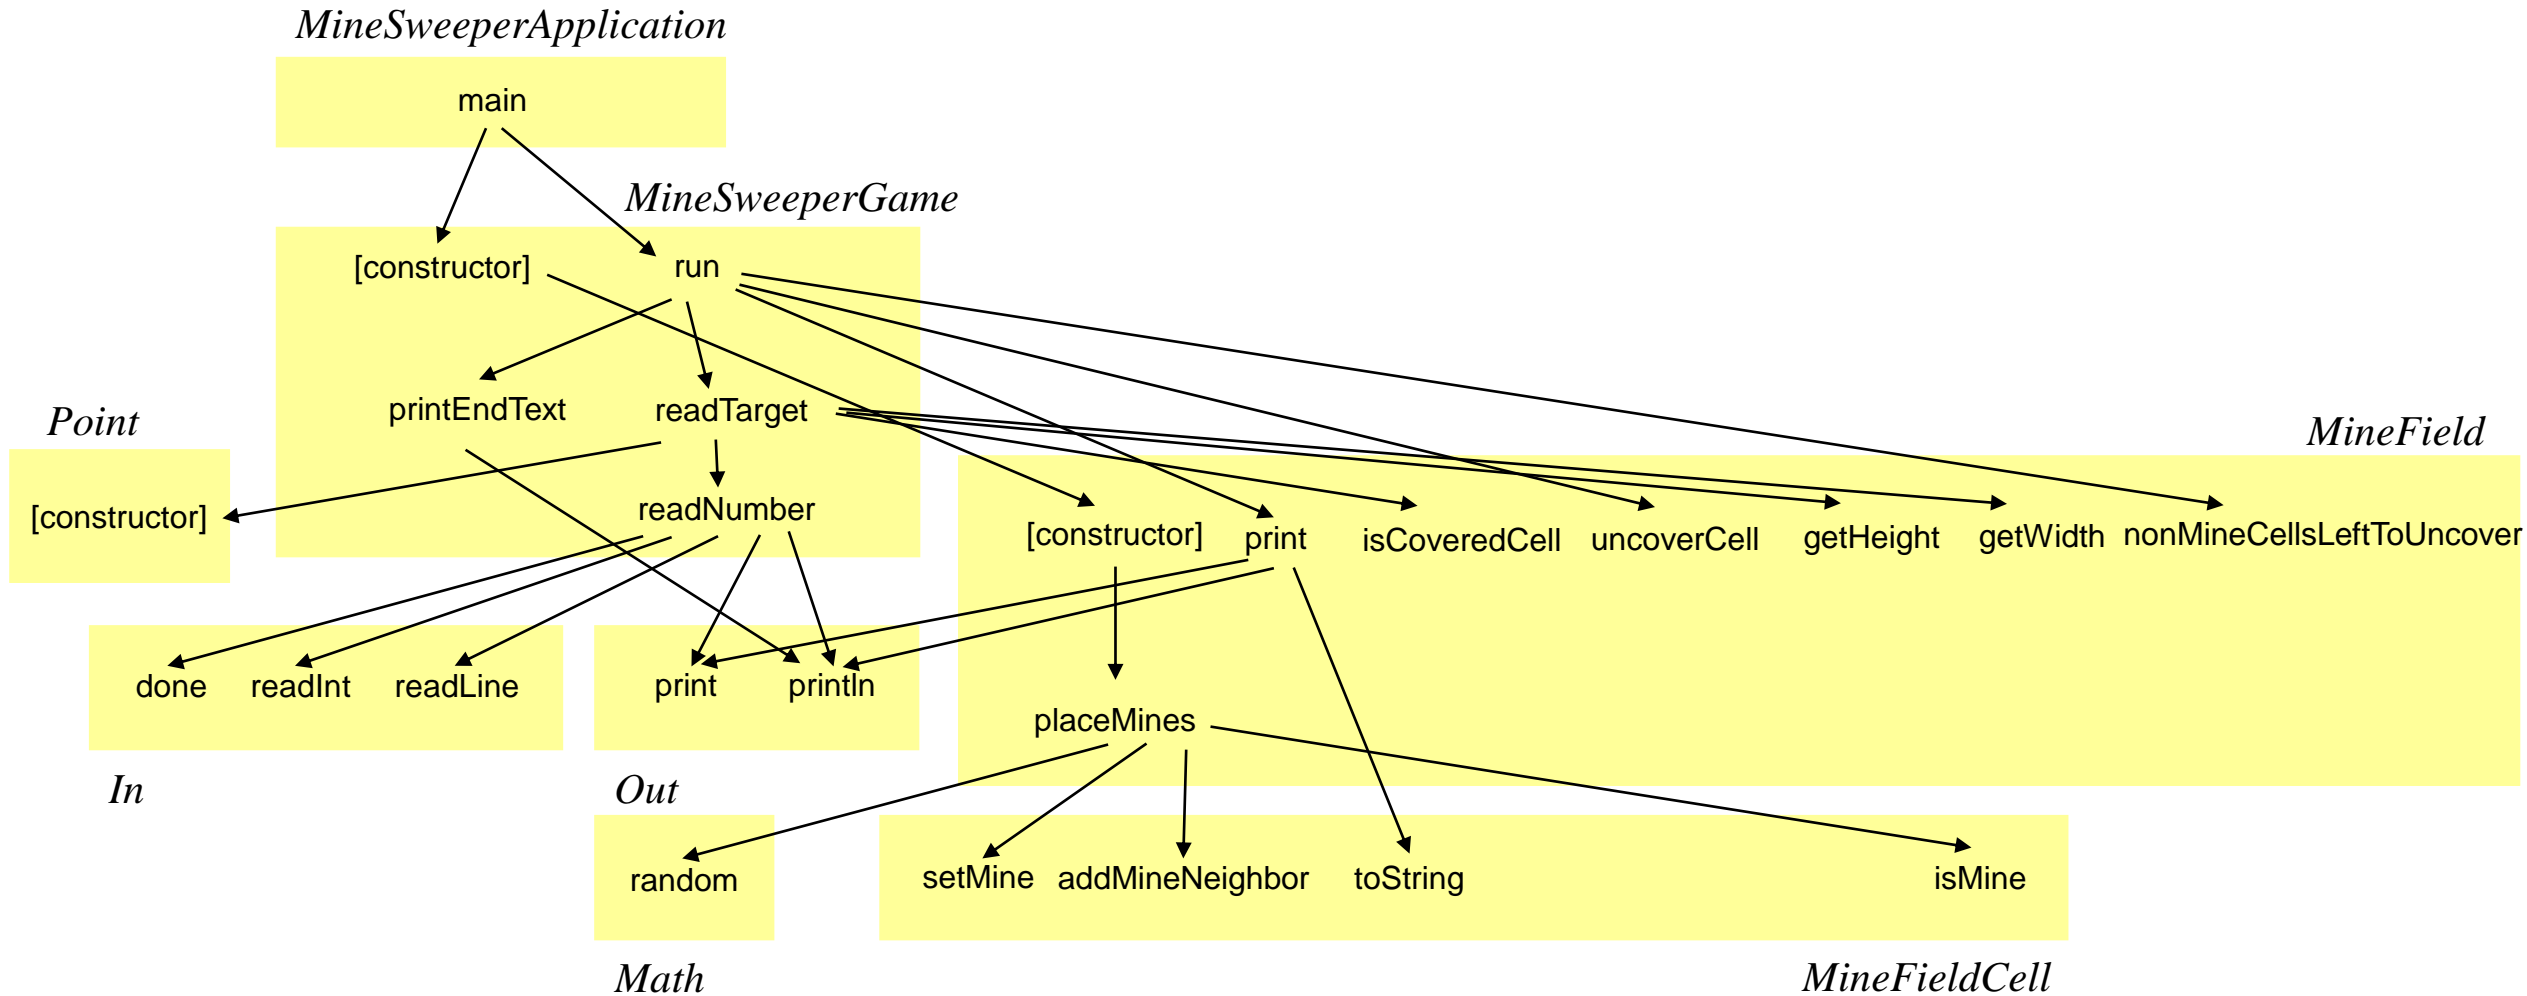 MineSweeperApplication
main
MineSweeperGame
[constructor]
run
printEndText
readTarget
readNumber
Point
[constructor]
MineField
[constructor]
print
isCoveredCell
uncoverCell
getHeight
getWidth
nonMineCellsLeftToUncover
placeMines
done
readInt
readLine
In
print
println
Out
random
Math
setMine
addMineNeighbor
toString
isMine
MineFieldCell